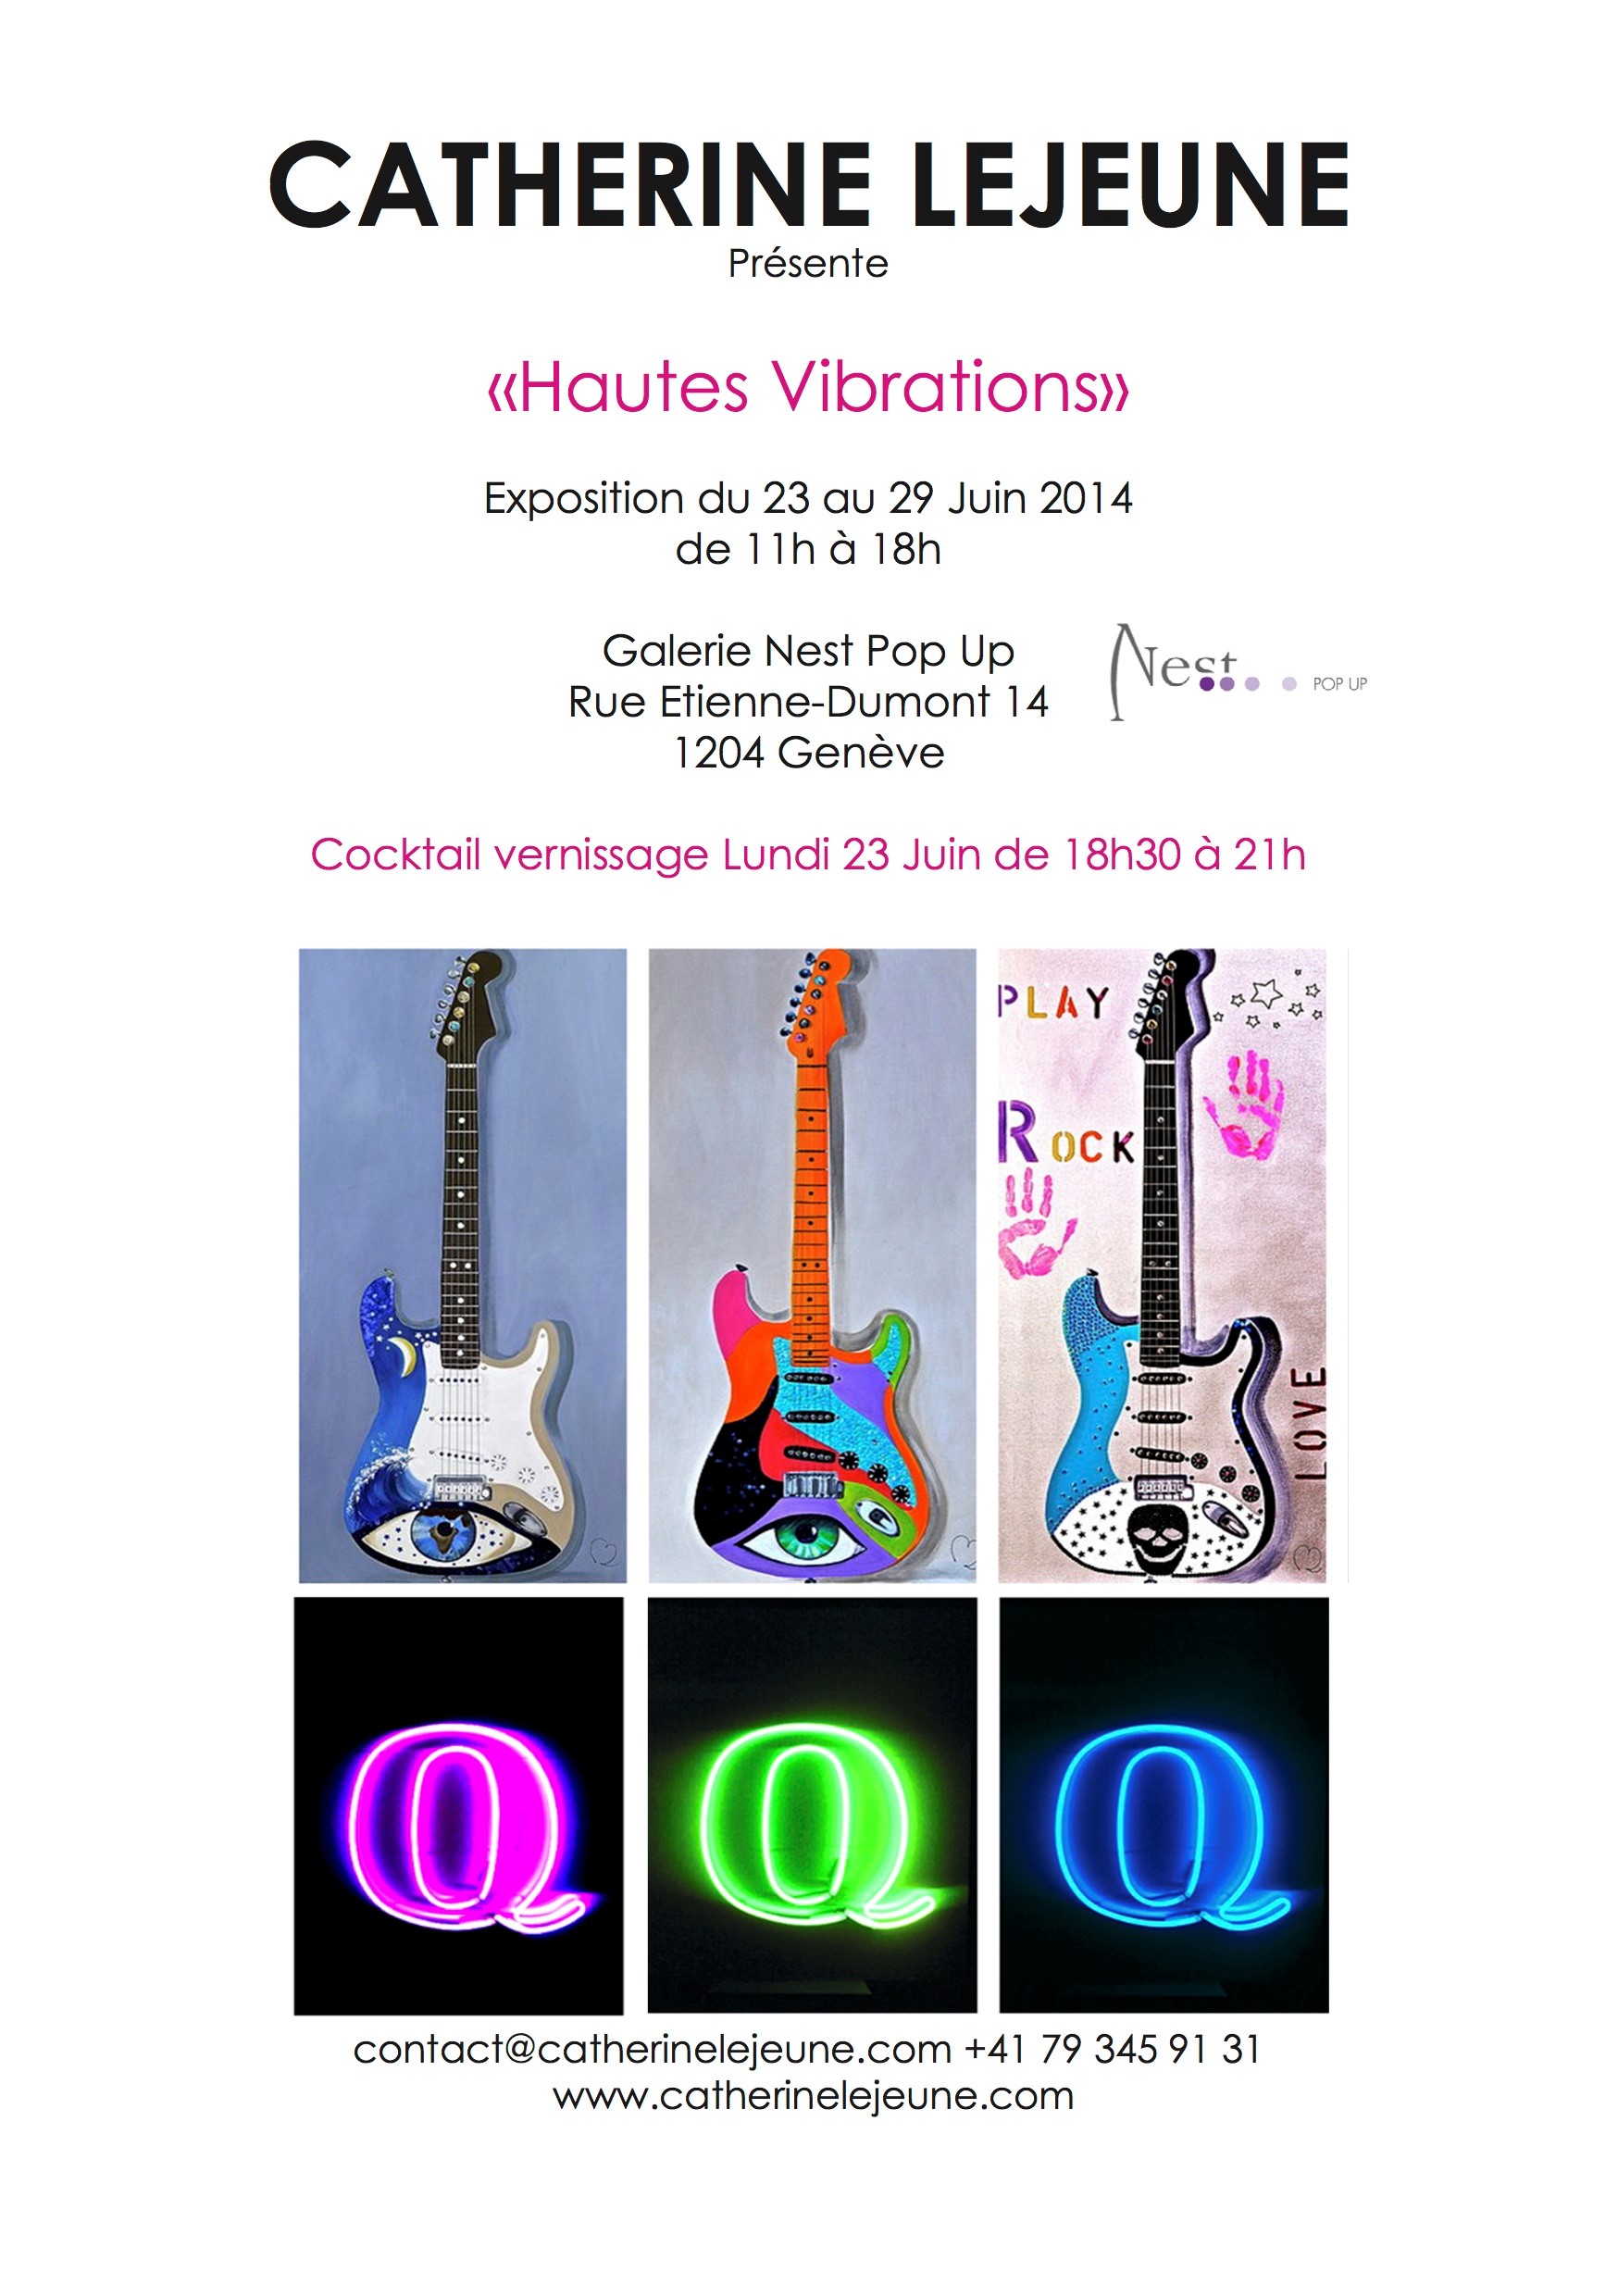 CATHERINE LEJEUNE
Présente
«Hautes Vibrations»
Exposition du 23 au 29 Juin 2014
de 11h à 18h
Galerie Nest Pop Up
Rue Etienne-Dumont 14
1204 Genève
Nest
POP UP
Cocktail vernissage Lundi 23 Juin de 18h30 à 21h
PLAY
ROCK
LOVE
Q
Q
Q
contact@catherinelejeune.com +41 79 345 91 31
www.catherinelejeune.com